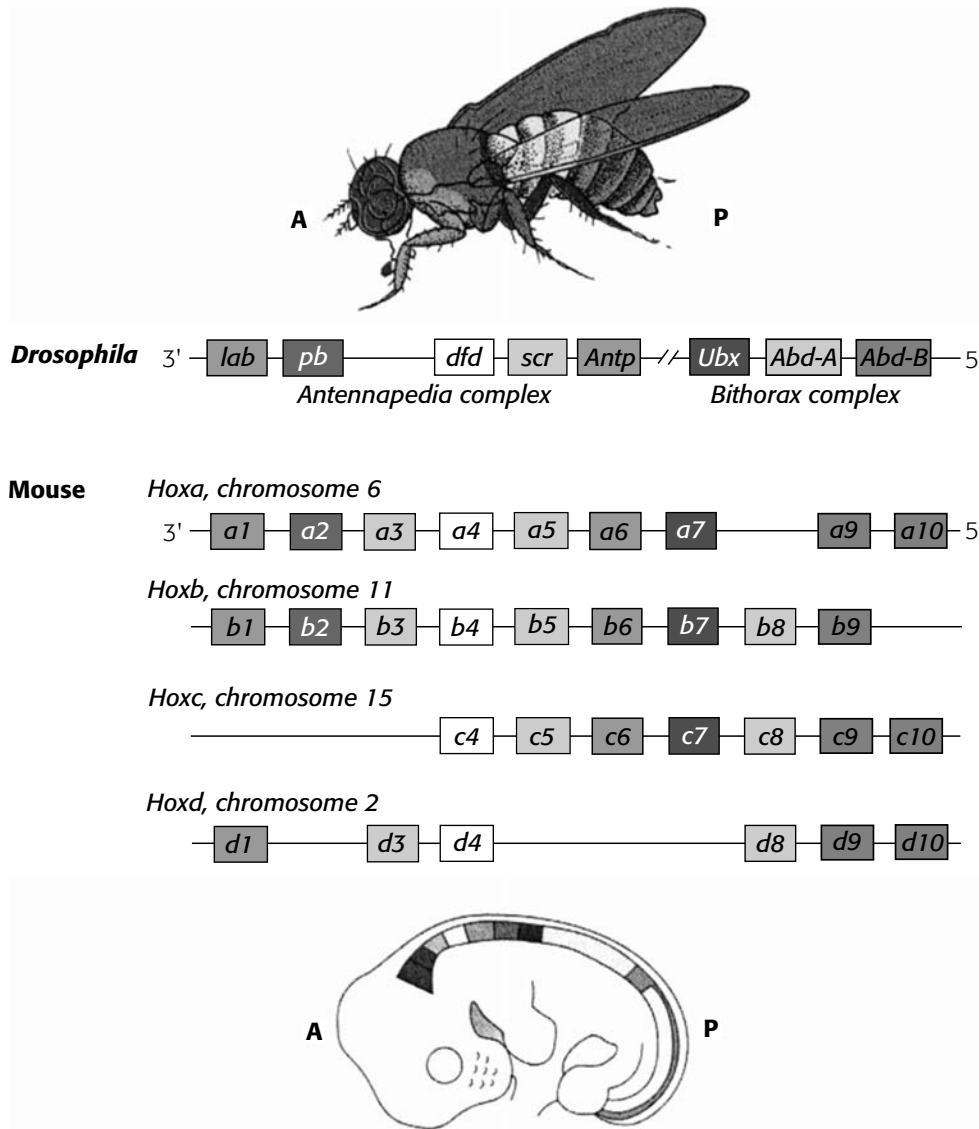 A
P
Drosophila 3' lab pb dfd scr Antp Ubx Abd-A Abd-B 5
Antennapedia complex Bithorax complex
Mouse Hoxa, chromosome 6
3' a1 a2 a3 a4 a5 a6 a7 a9 a10 5
Hoxb, chromosome 11
b1 b2 b3 b4 b5 b6 b7 b8 b9
Hoxc, chromosome 15
c4 c5 c6 c7 c8 c9 c10
Hoxd, chromosome 2
d1 d3 d4 d8 d9 d10
A P